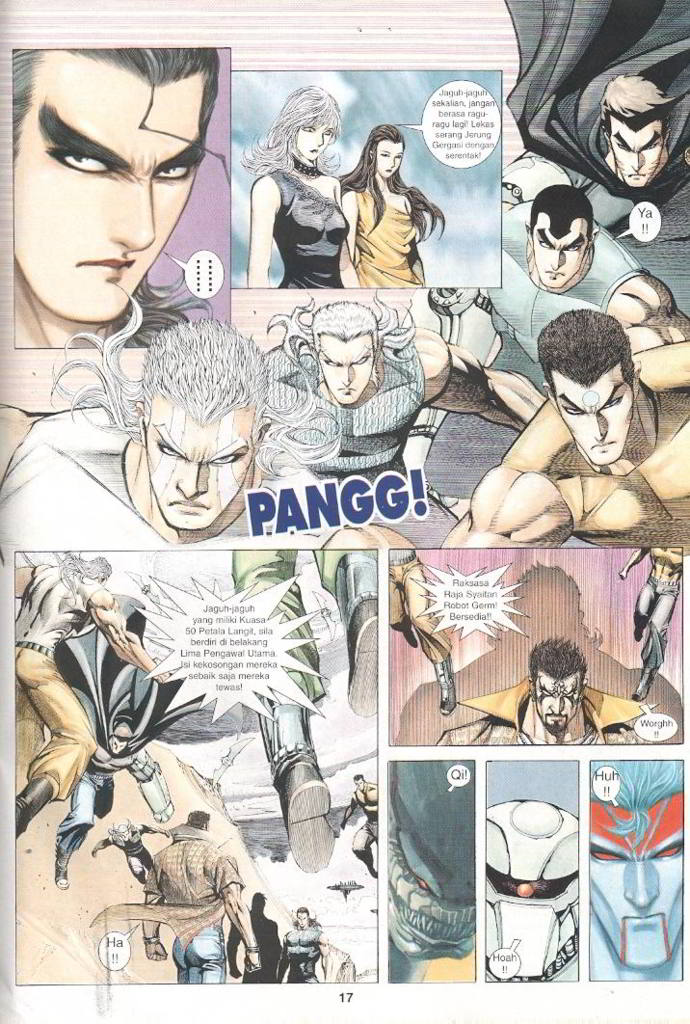 Jaguh-jaguh
sekalian, jangan
berasa ragu-
ragu lagi! Lekas
serang Jerung
Gergasi dengan
serentak!
Ya
!!
PANGG!
Jaguh-jaguh
yang miliki Kuasa
50 Petala Langit, sila
berdiri di belakang
Lima Pengawal Utama.
Isi kekosongan mereka
sebaik saja mereka
tewas!
Ha
!!
Raksasa
Raja Syaitan
Robot Germ!
Bersedia!!
Worghh
!!
Qi!
Hoah
!!
Huh
!!
17